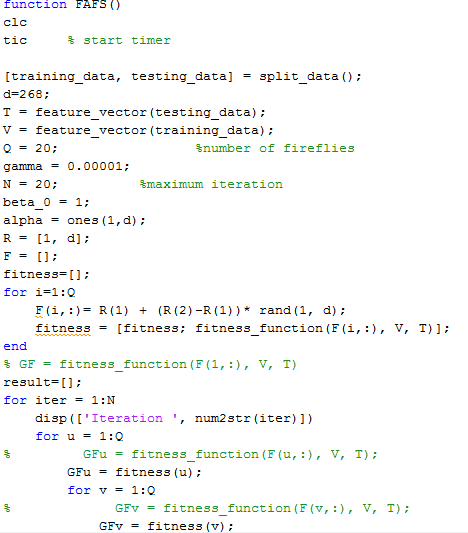 function FAFS()
clc
tic     % start timer
[training_data, testing_data] = split_data();
d=268;
T = feature_vector(testing_data);
V = feature_vector(training_data);
Q = 20;                 %number of fireflies
gamma = 0.00001;
N = 20;          %maximum iteration
beta_0 = 1;
alpha = ones(1,d);
R = [1, d];
F = [];
fitness=[];
for i=1:Q
    F(i,:)= R(1) + (R(2)-R(1))* rand(1, d);
    fitness = [fitness; fitness_function(F(i,:), V, T)];
end
% GF = fitness_function(F(1,:), V, T)
result=[];
for iter = 1:N
    disp(['Iteration ', num2str(iter)])
    for u = 1:Q
%         GFu = fitness_function(F(u,:), V, T);
        GFu = fitness(u);
        for v = 1:Q
%             GFv = fitness_function(F(v,:), V, T);
            GFv = fitness(v);